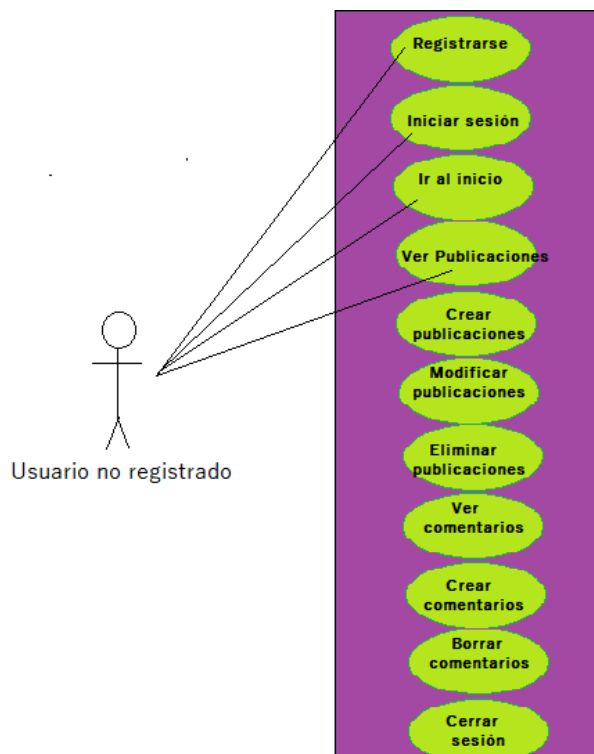 Registrarse
Iniciar sesión
Ir al inicio
Ver Publicaciones
Crear
publicaciones
Modificar
publicaciones
Eliminar
publicaciones
Ver
comentarios
Crear
comentarios
Borrar
comentarios
Cerrar
sesión
Usuario no registrado